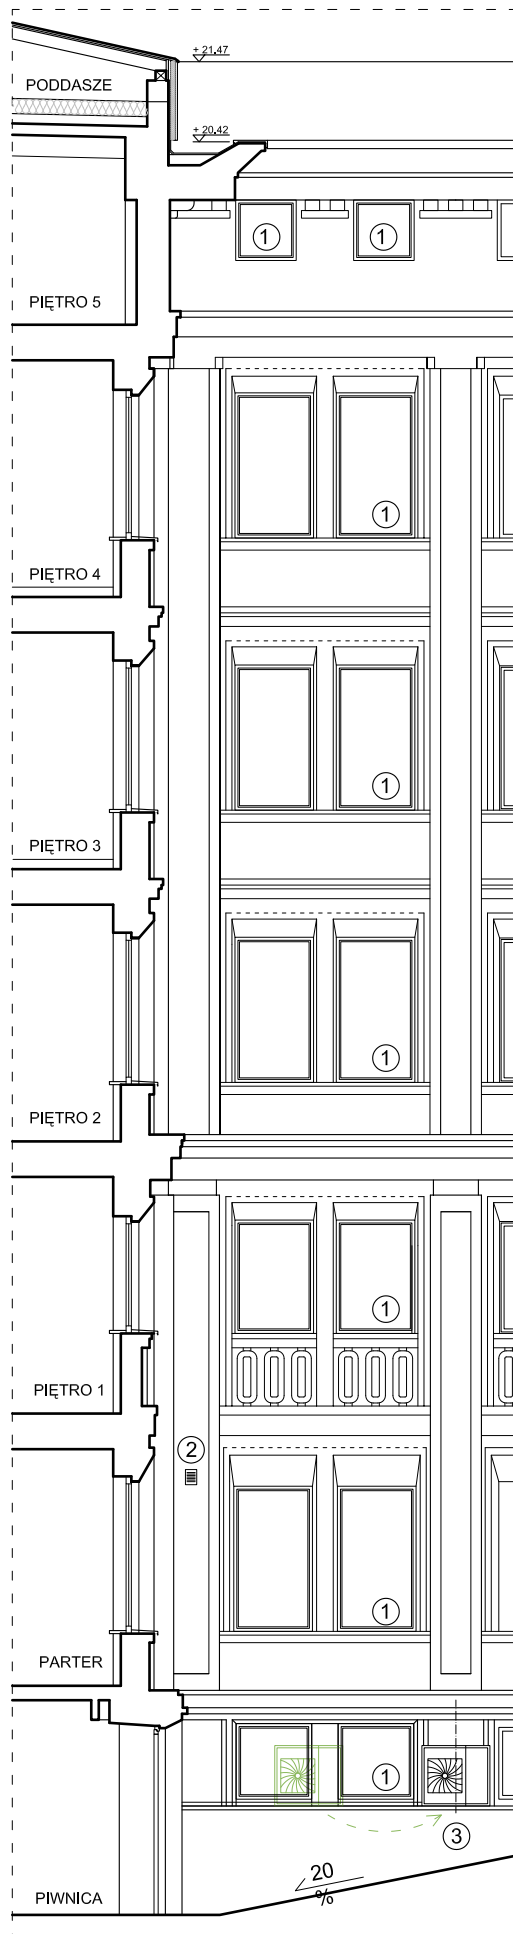 + 21.47
PODDASZE
+ 20.42
1 1
PIĘTRO 5
1
PIĘTRO 4
1
PIĘTRO 3
1
PIĘTRO 2
1
PIĘTRO 1
2
1
PARTER
1
3
20
%
PIWNICA